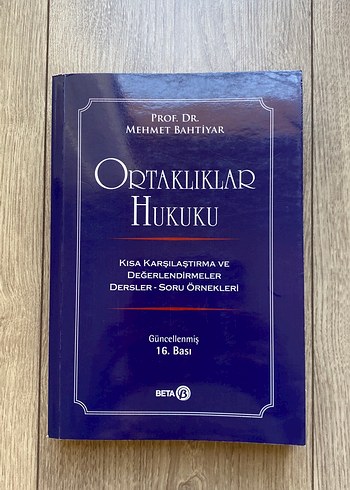 PROF. DR.
MEHMET BAHTİYAR
ORTAKLIKLAR
HUKUKU
KISA KARŞILAŞTIRMA VE
DEĞERLENDİRMELER
DERSLER - SORU ÖRNEKLERİ
Güncellenmiş
16. Bası
BETA